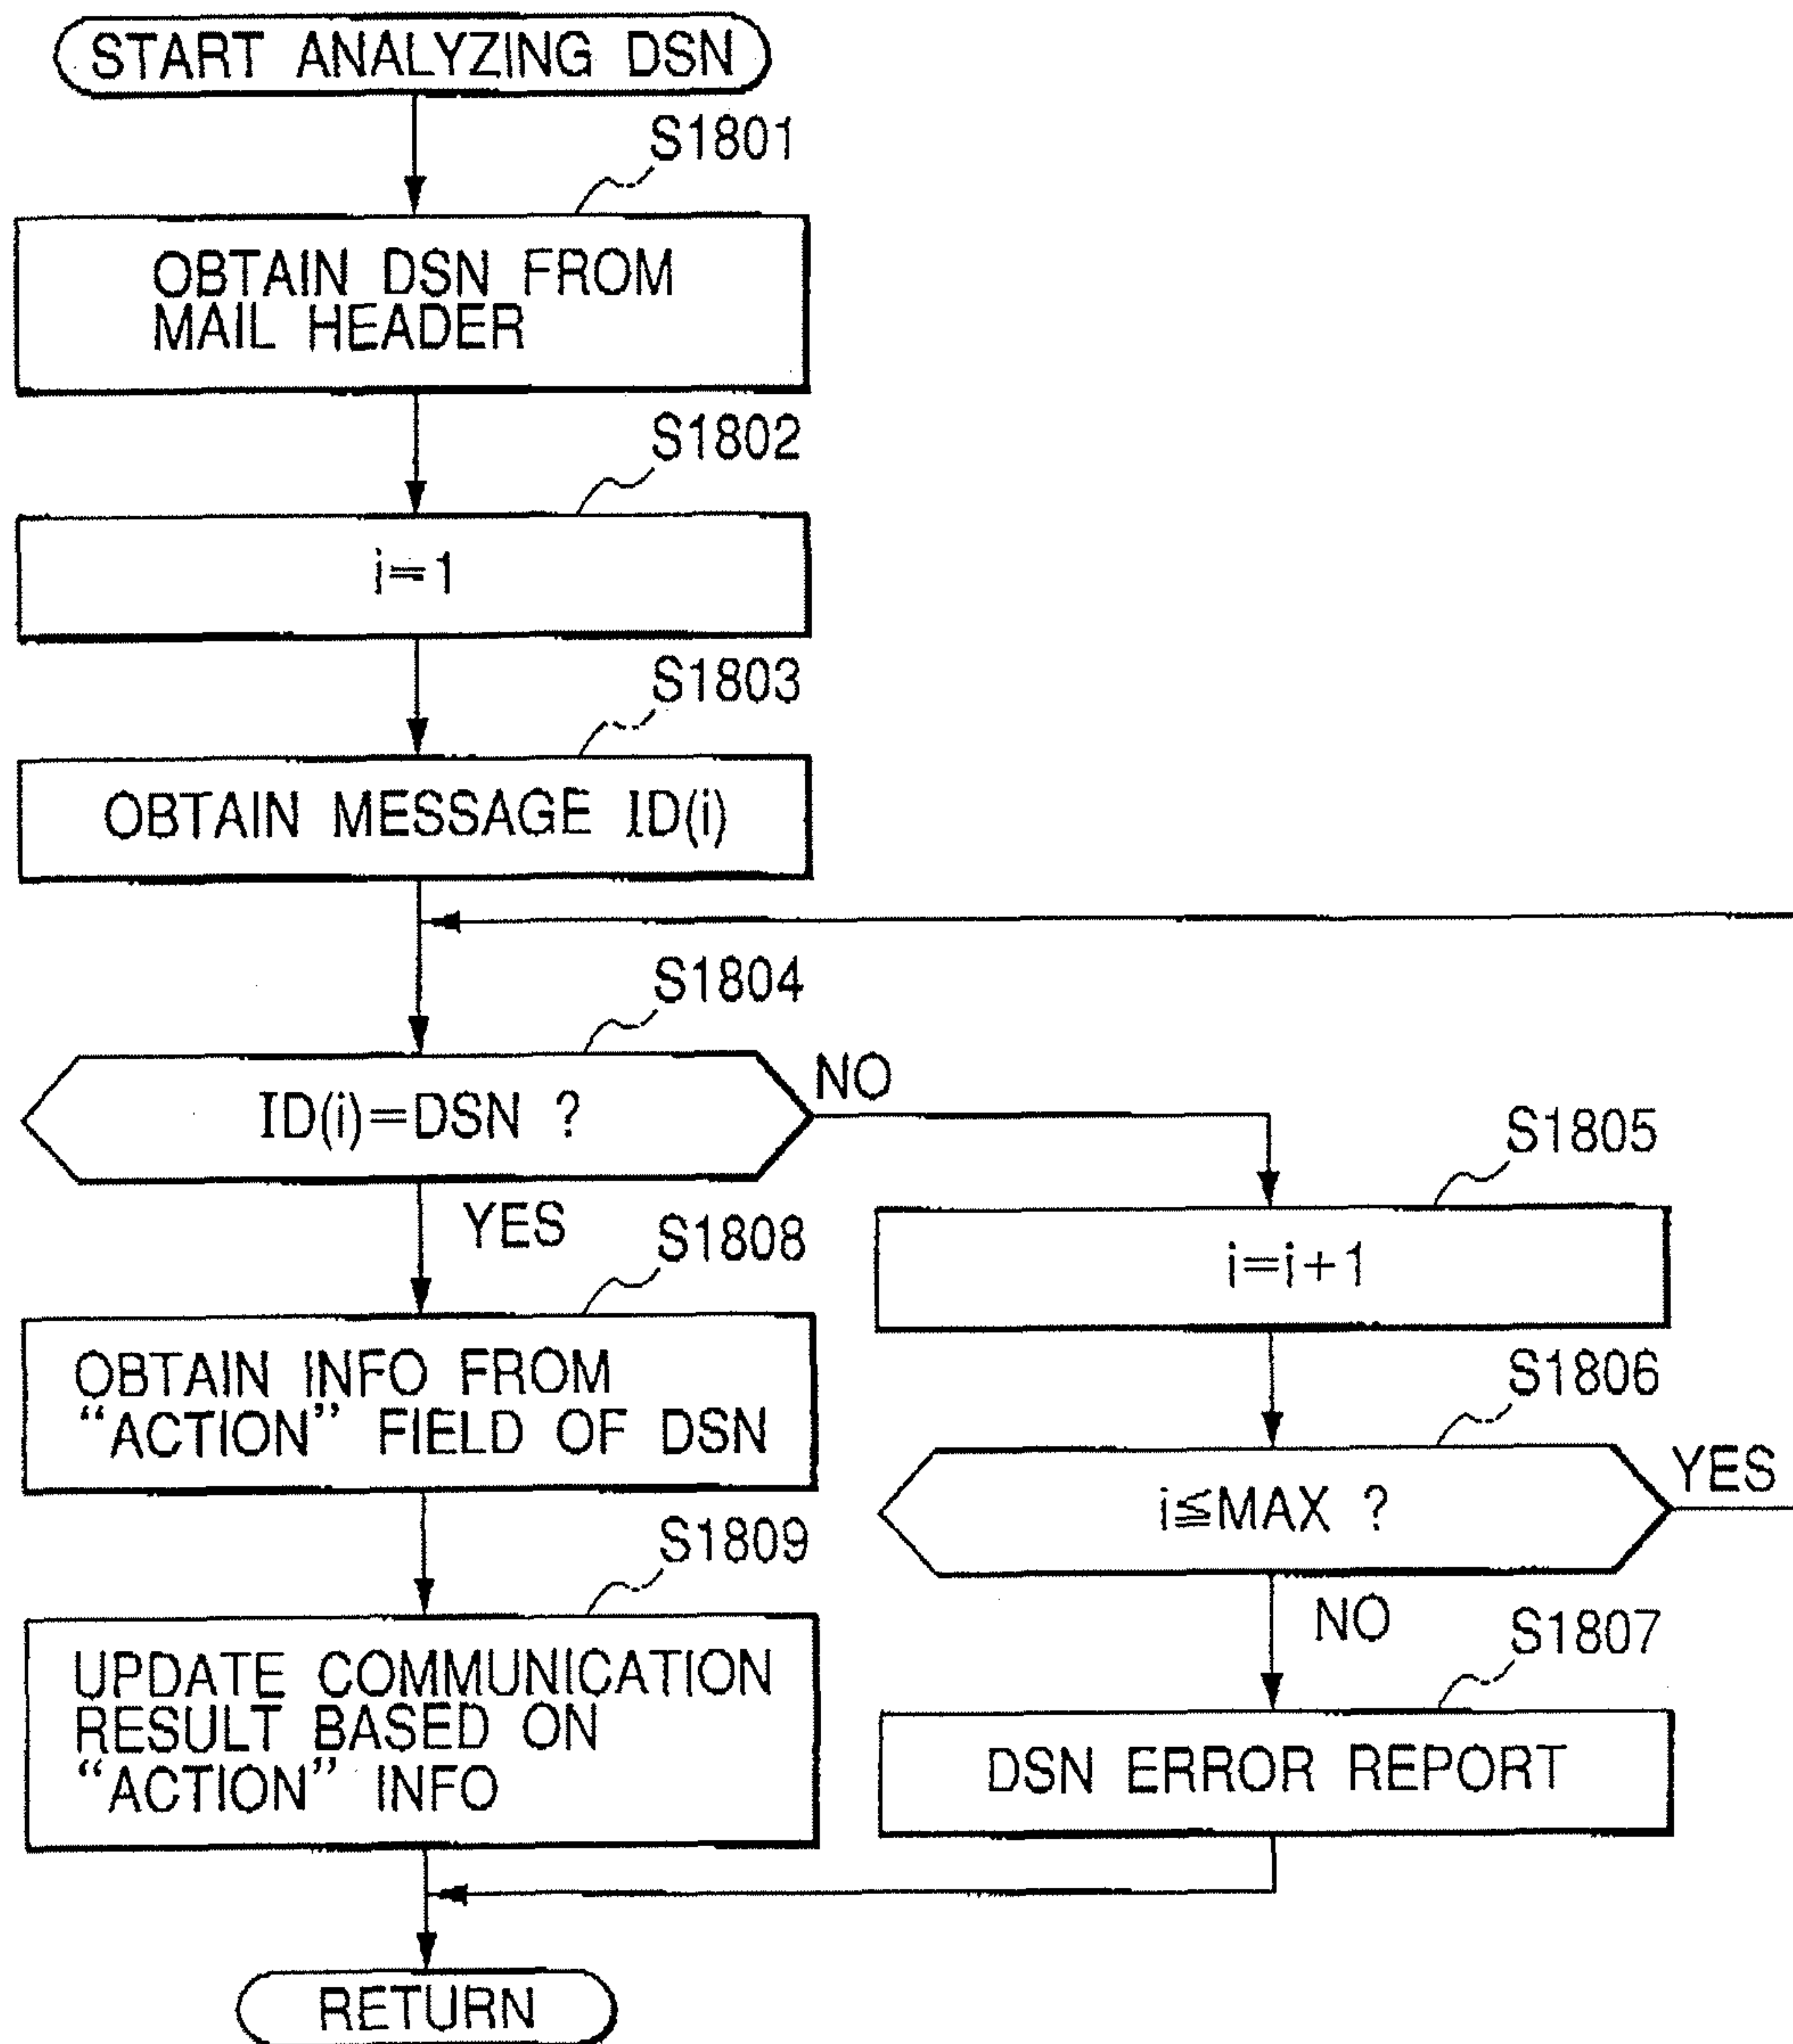 START ANALYZING DSN
S1801
OBTAIN DSN FROM
MAIL HEADER
S1802
i=1
S1803
OBTAIN MESSAGE ID(i)
S1804
ID(i)=DSN ?
NO
YES
S1805
i=i+1
S1806
i≦MAX ?
YES
NO
S1807
DSN ERROR REPORT
S1808
OBTAIN INFO FROM
“ACTION” FIELD OF DSN
S1809
UPDATE COMMUNICATION
RESULT BASED ON
“ACTION” INFO
RETURN